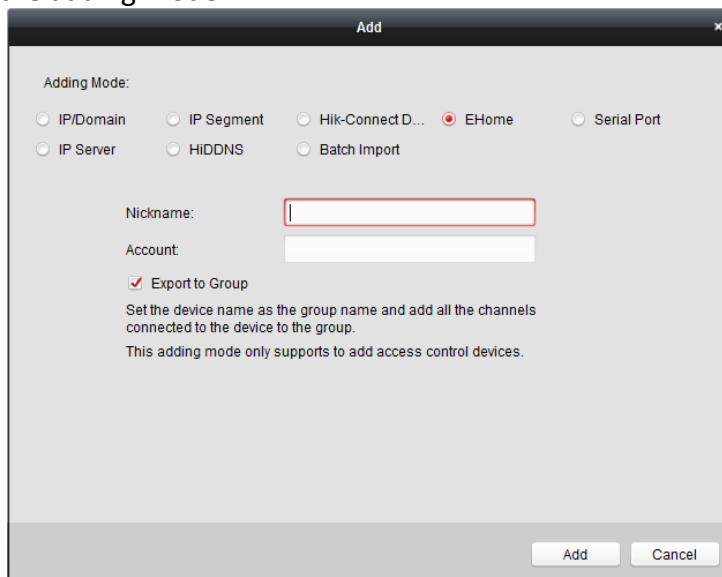 Add
×
Adding Mode:
IP/Domain IP Segment Hik-Connect D... EHome Serial Port
IP Server HiDDNS Batch Import
Nickname:
Account:
Export to Group
Set the device name as the group name and add all the channels
connected to the device to the group.
This adding mode only supports to add access control devices.
Add Cancel